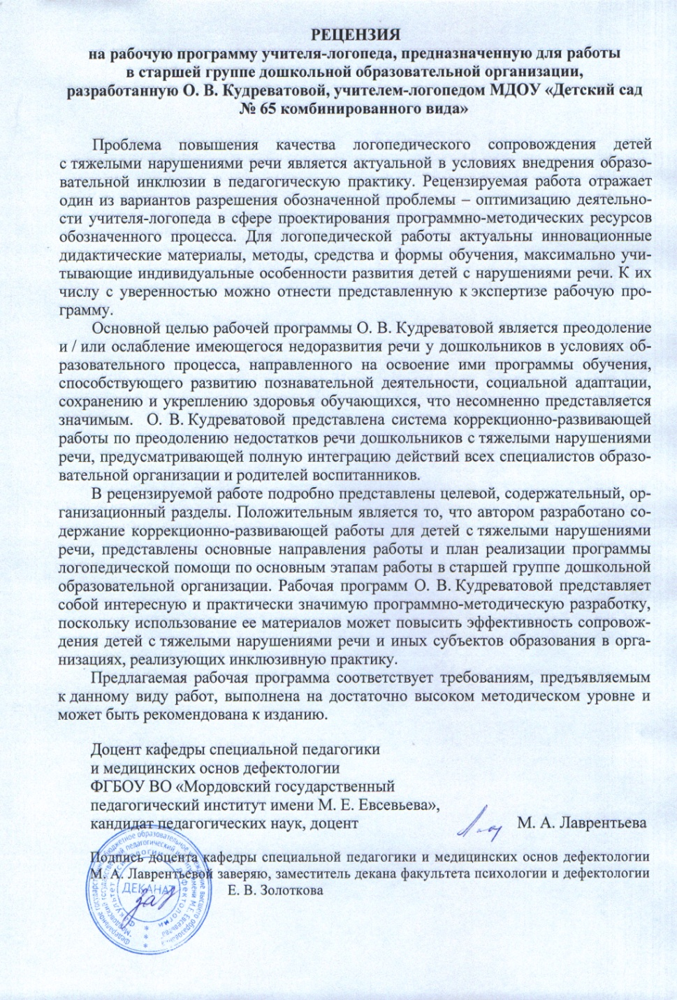 РЕЦЕНЗИЯ
на рабочую программу учителя-логопеда, предназначенную для работы
в старшей группе дошкольной образовательной организации,
разработанную О. В. Кудреватовой, учителем-логопедом МДОУ «Детский сад
№ 65 комбинированного вида»
Проблема повышения качества логопедического сопровождения детей
с тяжелыми нарушениями речи является актуальной в условиях внедрения образо-
вательной инклюзии в педагогическую практику. Рецензируемая работа отражает
один из вариантов разрешения обозначенной проблемы – оптимизацию деятельно-
сти учителя-логопеда в сфере проектирования программно-методических ресурсов
обозначенного процесса. Для логопедической работы актуальны инновационные
дидактические материалы, методы, средства и формы обучения, максимально учи-
тывающие индивидуальные особенности развития детей с нарушениями речи. К их
числу с уверенностью можно отнести представленную к экспертизе рабочую про-
грамму.
Основной целью рабочей программы О. В. Кудреватовой является преодоление
и / или ослабление имеющегося недоразвития речи у дошкольников в условиях об-
разовательного процесса, направленного на освоение ими программы обучения,
способствующего развитию познавательной деятельности, социальной адаптации,
сохранению и укреплению здоровья обучающихся, что несомненно представляется
значимым. О. В. Кудреватовой представлена система коррекционно-развивающей
работы по преодолению недостатков речи дошкольников с тяжелыми нарушениями
речи, предусматривающей полную интеграцию действий всех специалистов образо-
вательной организации и родителей воспитанников.
В рецензируемой работе подробно представлены целевой, содержательный, ор-
ганизационный разделы. Положительным является то, что автором разработано со-
держание коррекционно-развивающей работы для детей с тяжелыми нарушениями
речи, представлены основные направления работы и план реализации программы
логопедической помощи по основным этапам работы в старшей группе дошкольной
образовательной организации. Рабочая программ О. В. Кудреватовой представляет
собой интересную и практически значимую программно-методическую разработку,
поскольку использование ее материалов может повысить эффективность сопровож-
дения детей с тяжелыми нарушениями речи и иных субъектов образования в орга-
низациях, реализующих инклюзивную практику.
Предлагаемая рабочая программа соответствует требованиям, предъявляемым
к данному виду работ, выполнена на достаточно высоком методическом уровне и
может быть рекомендована к изданию.
Доцент кафедры специальной педагогики
и медицинских основ дефектологии
ФГБОУ ВО «Мордовский государственный
педагогический институт имени М. Е. Евсевьева»,
кандидат педагогических наук, доцент М. А. Лаврентьева
Подпись доцента кафедры специальной педагогики и медицинских основ дефектологии
М. А. Лаврентьевой заверяю, заместитель декана факультета психологии и дефектологии
Е. В. Золоткова
ДЕКАНАТ